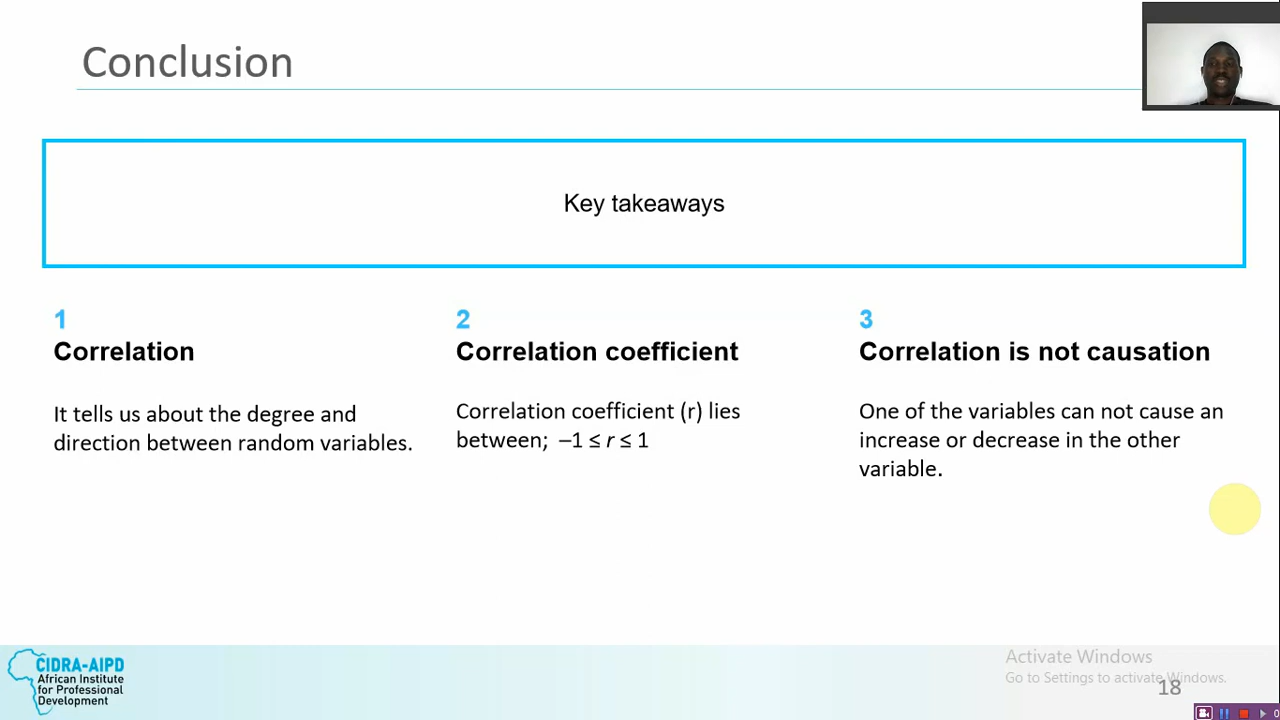 Conclusion
Key takeaways
1
Correlation
It tells us about the degree and
direction between random variables.
2
Correlation coefficient
Correlation coefficient (r) lies
between; –1 ≤ r ≤ 1
3
Correlation is not causation
One of the variables can not cause an
increase or decrease in the other
variable.
CIDRA-AIPD
African Institute
for Professional
Development
Activate Windows
Go to Settings to activate Windows.
18
0